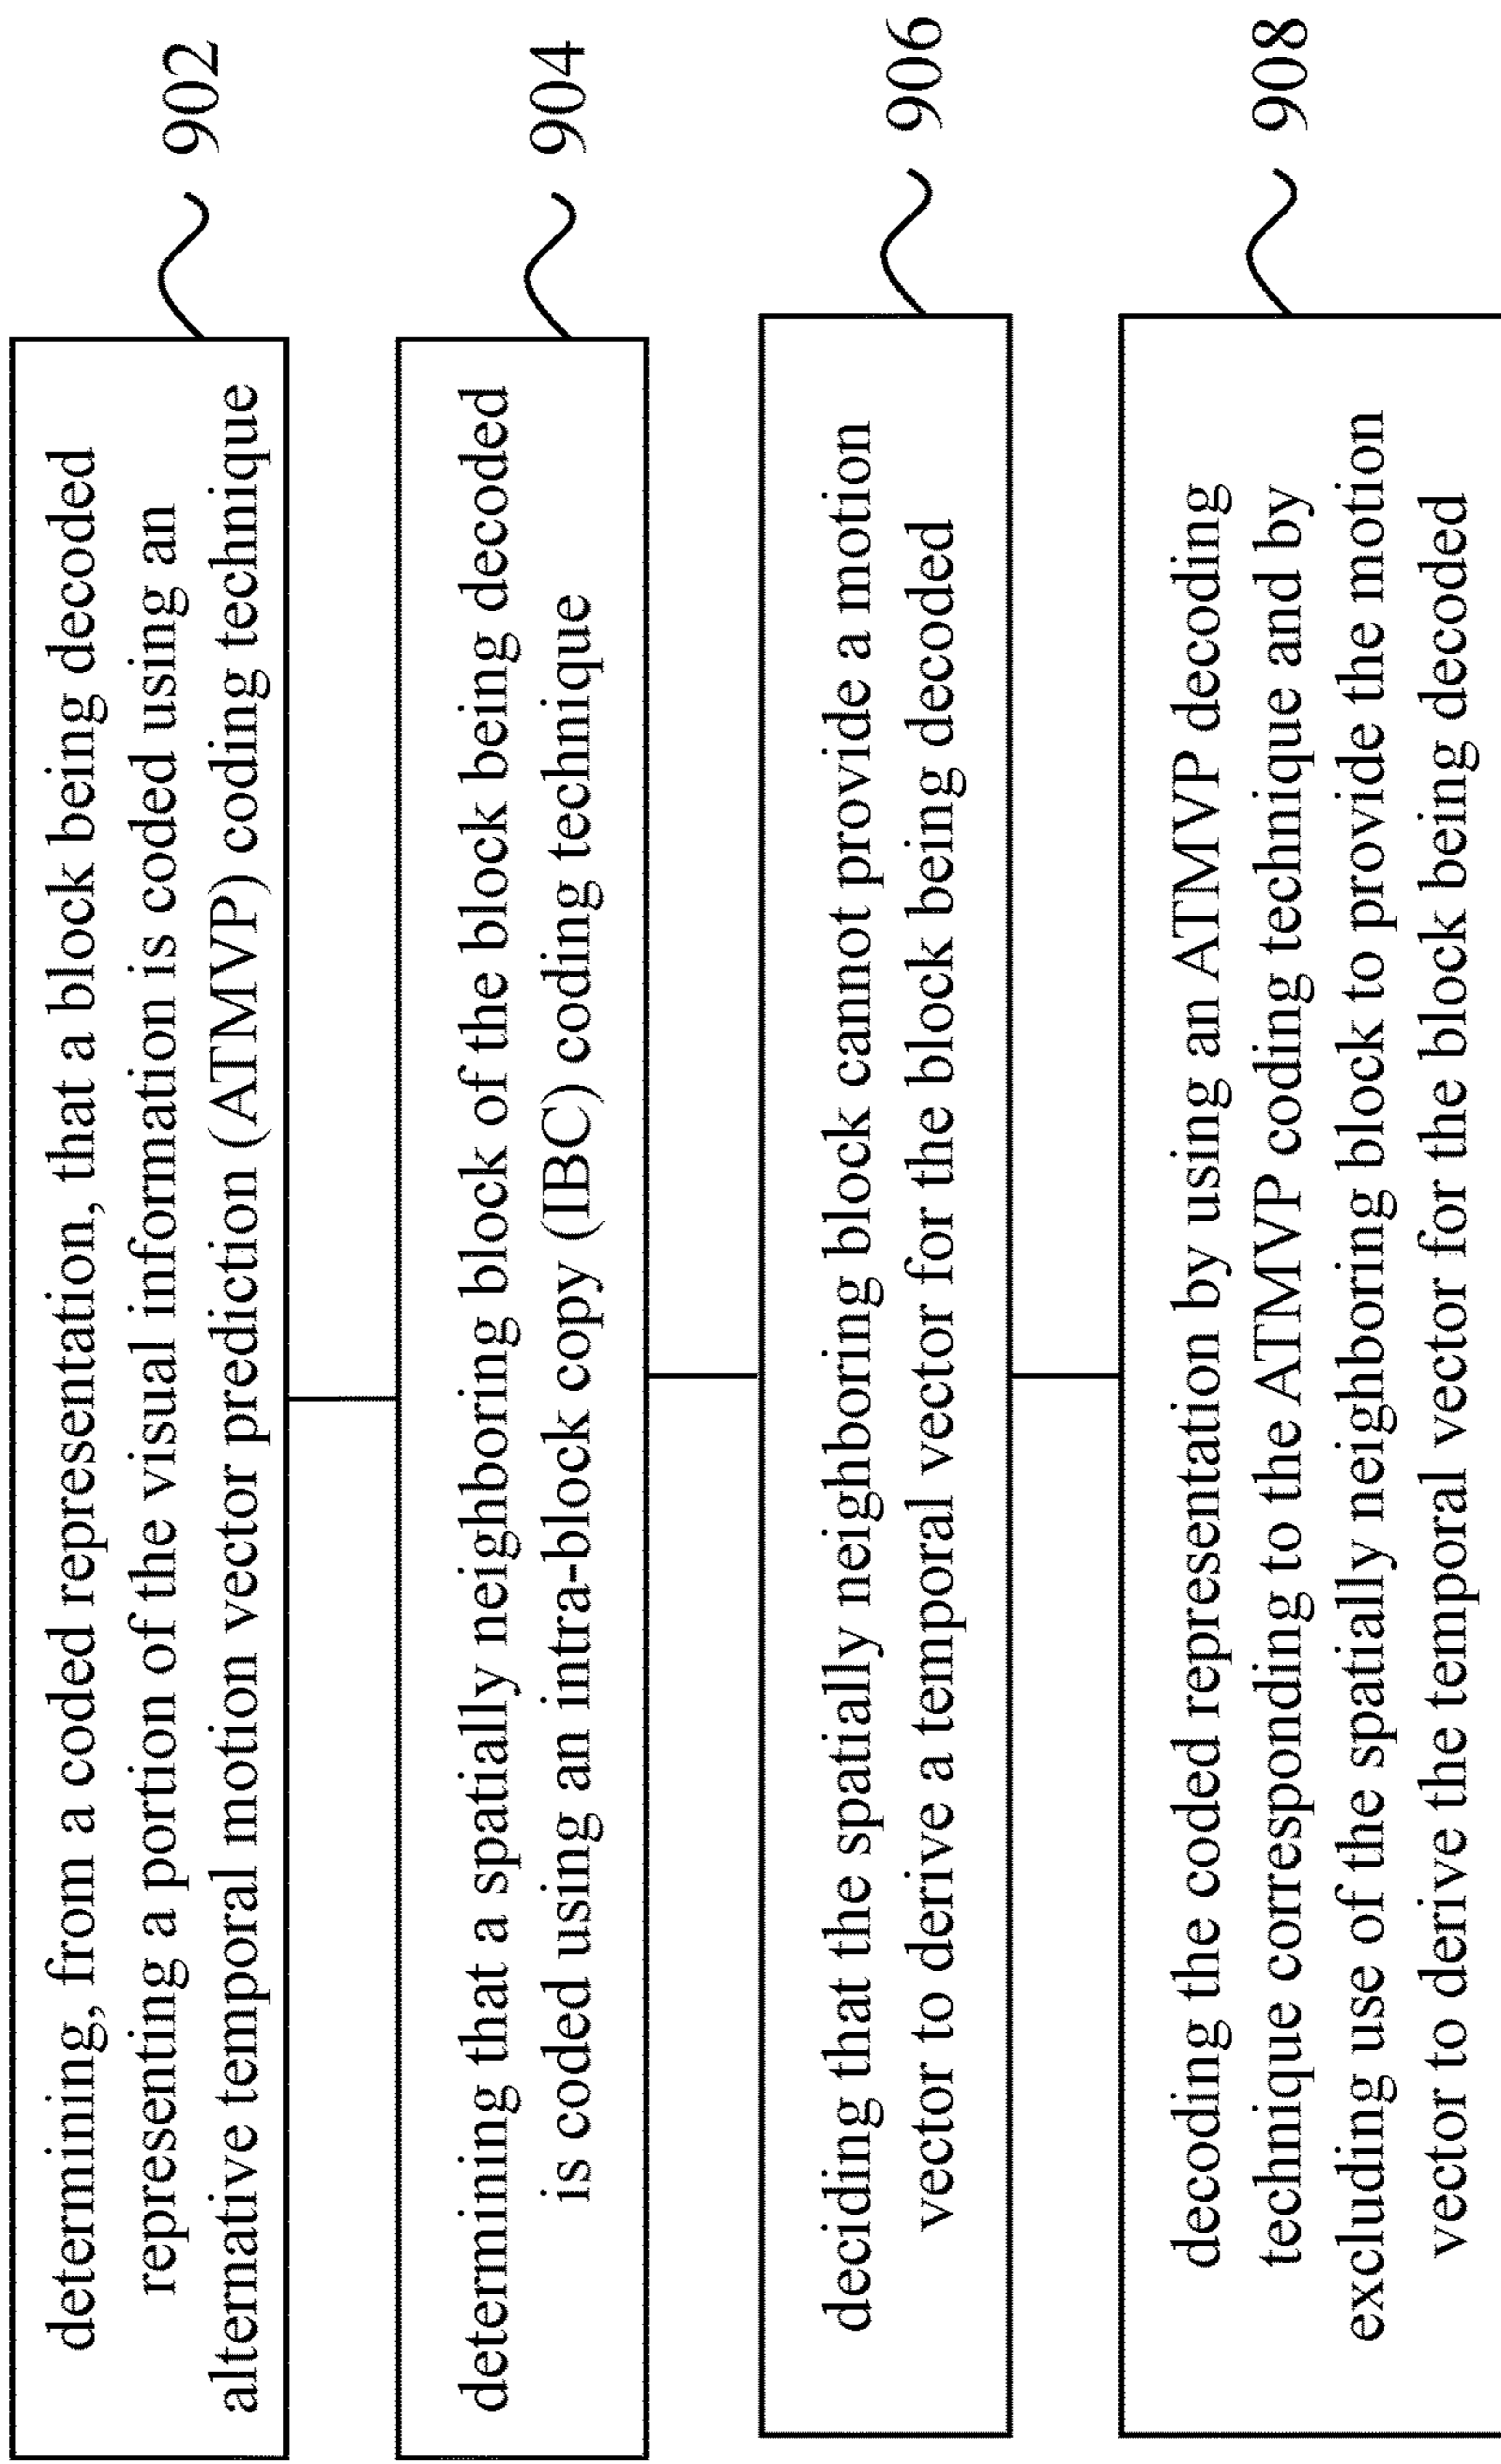 determining, from a coded representation, that a block being decoded
representing a portion of the visual information is coded using an
alternative temporal motion vector prediction (ATMVP) coding technique
902
determining that a spatially neighboring block of the block being decoded
is coded using an intra-block copy (IBC) coding technique
904
deciding that the spatially neighboring block cannot provide a motion
vector to derive a temporal vector for the block being decoded
906
decoding the coded representation by using an ATMVP decoding
technique corresponding to the ATMVP coding technique and by
excluding use of the spatially neighboring block to provide the motion
vector to derive the temporal vector for the block being decoded
908